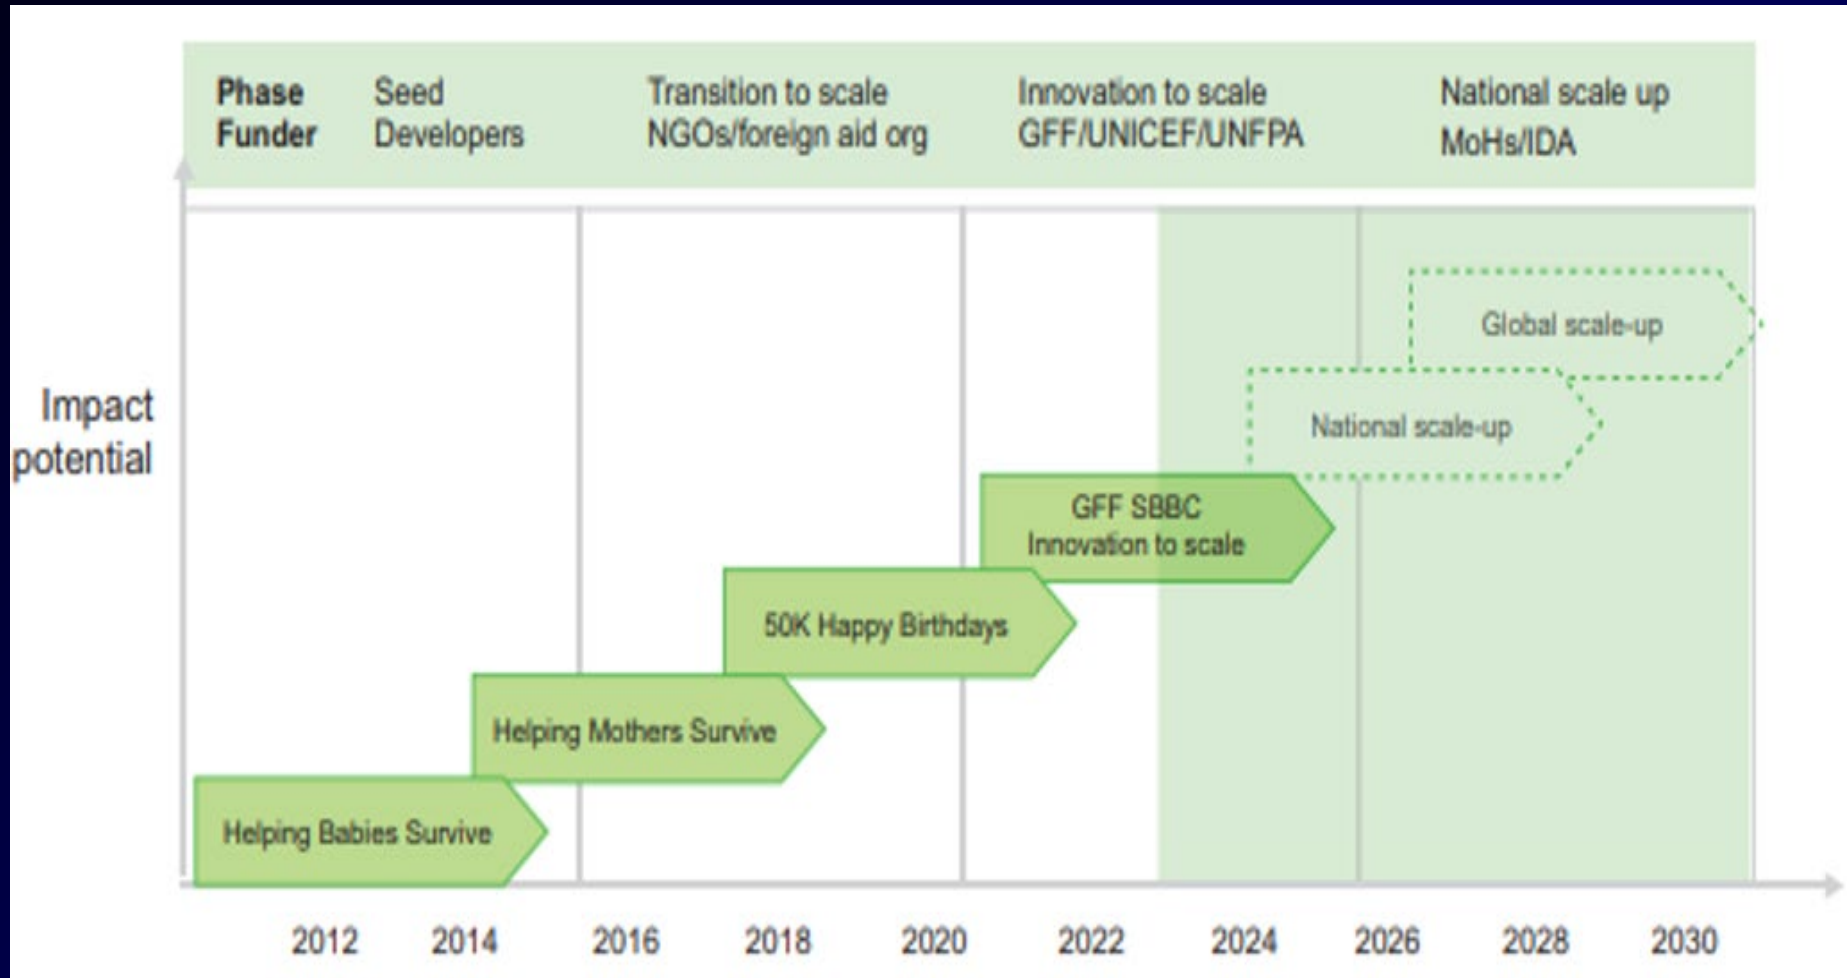 Phase Seed Transition to scale Innovation to scale National scale up
Funder Developers NGOs/foreign aid org GFF/UNICEF/UNFPA MoHs/IDA
Impact
potential
Global scale-up
National scale-up
GFF SBBC
Innovation to scale
50K Happy Birthdays
Helping Mothers Survive
Helping Babies Survive
2012 2014 2016 2018 2020 2022 2024 2026 2028 2030